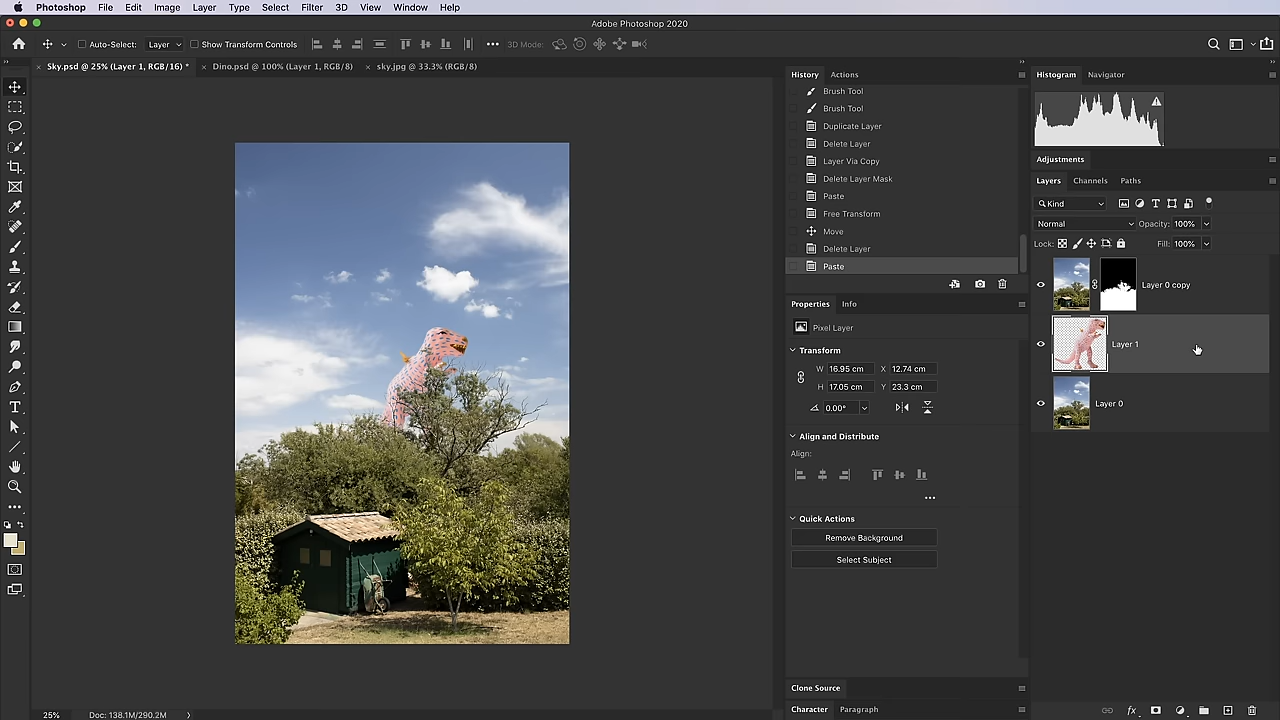 Photoshop File Edit Image Layer Type Select Filter 3D View Window Help
Adobe Photoshop 2020
Auto-Select: Layer Show Transform Controls 3D Mode:
Sky.psd @ 25% (Layer 1, RGB/16) * Dino.psd @ 100% (Layer 1, RGB/8) sky.jpg @ 33.3% (RGB/8)
History Actions
Brush Tool
Brush Tool
Duplicate Layer
Delete Layer
Layer Via Copy
Delete Layer Mask
Paste
Free Transform
Move
Delete Layer
Paste
Properties Info
Pixel Layer
Transform
W 16.95 cm X 12.74 cm
H 17.05 cm Y 23.3 cm
0.00°
Align and Distribute
Align:
Quick Actions
Remove Background
Select Subject
Clone Source
Character Paragraph
Histogram Navigator
Adjustments
Layers Channels Paths
Kind
Normal Opacity: 100%
Lock: Fill: 100%
Layer 0 copy
Layer 1
Layer 0
fx
25% Doc: 138.1M/290.2M